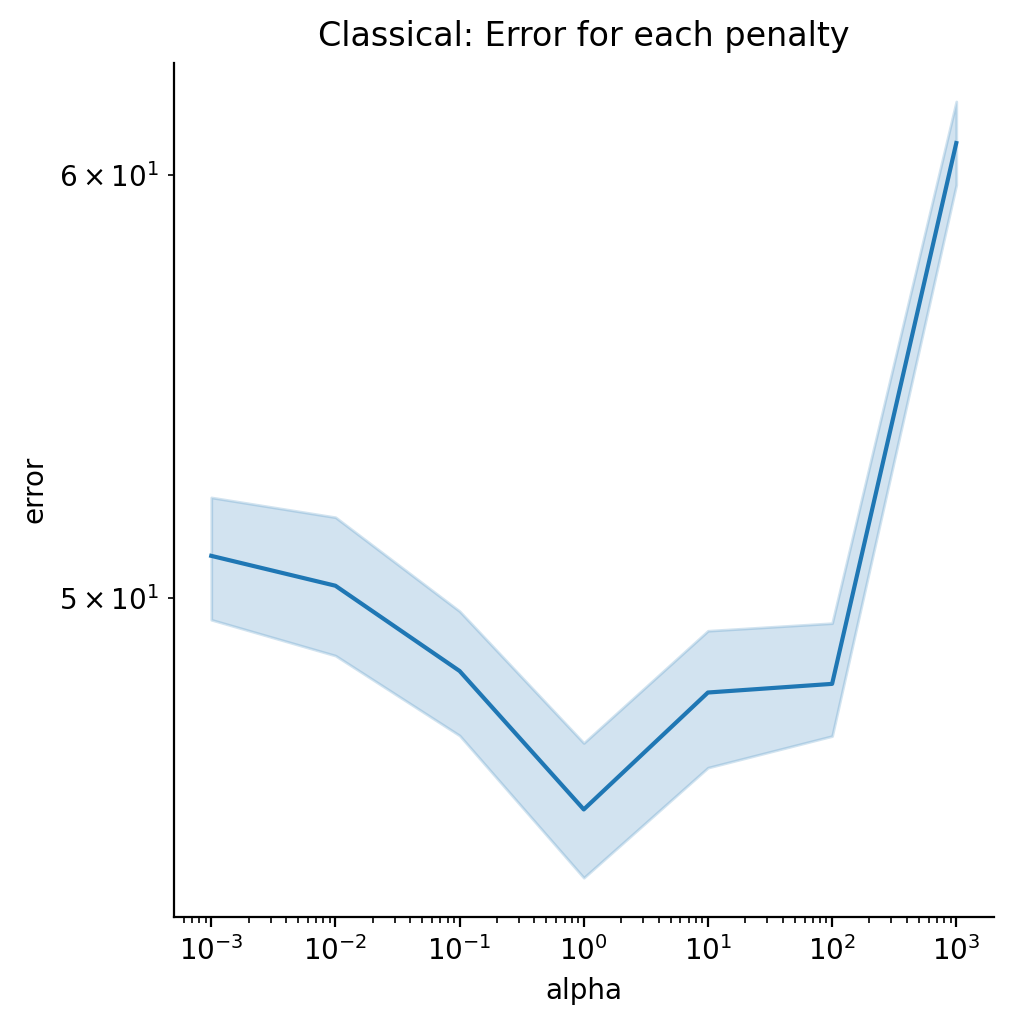 Classical: Error for each penalty
6 × 10¹
5 × 10¹
error
10⁻³ 10⁻² 10⁻¹ 10⁰ 10¹ 10² 10³
alpha